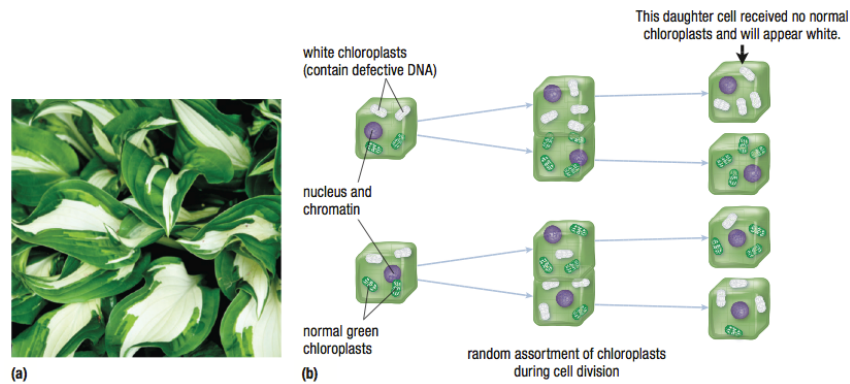 This daughter cell received no normal
chloroplasts and will appear white.
white chloroplasts
(contain defective DNA)
nucleus and
chromatin
normal green
chloroplasts
random assortment of chloroplasts
during cell division
(a)
(b)